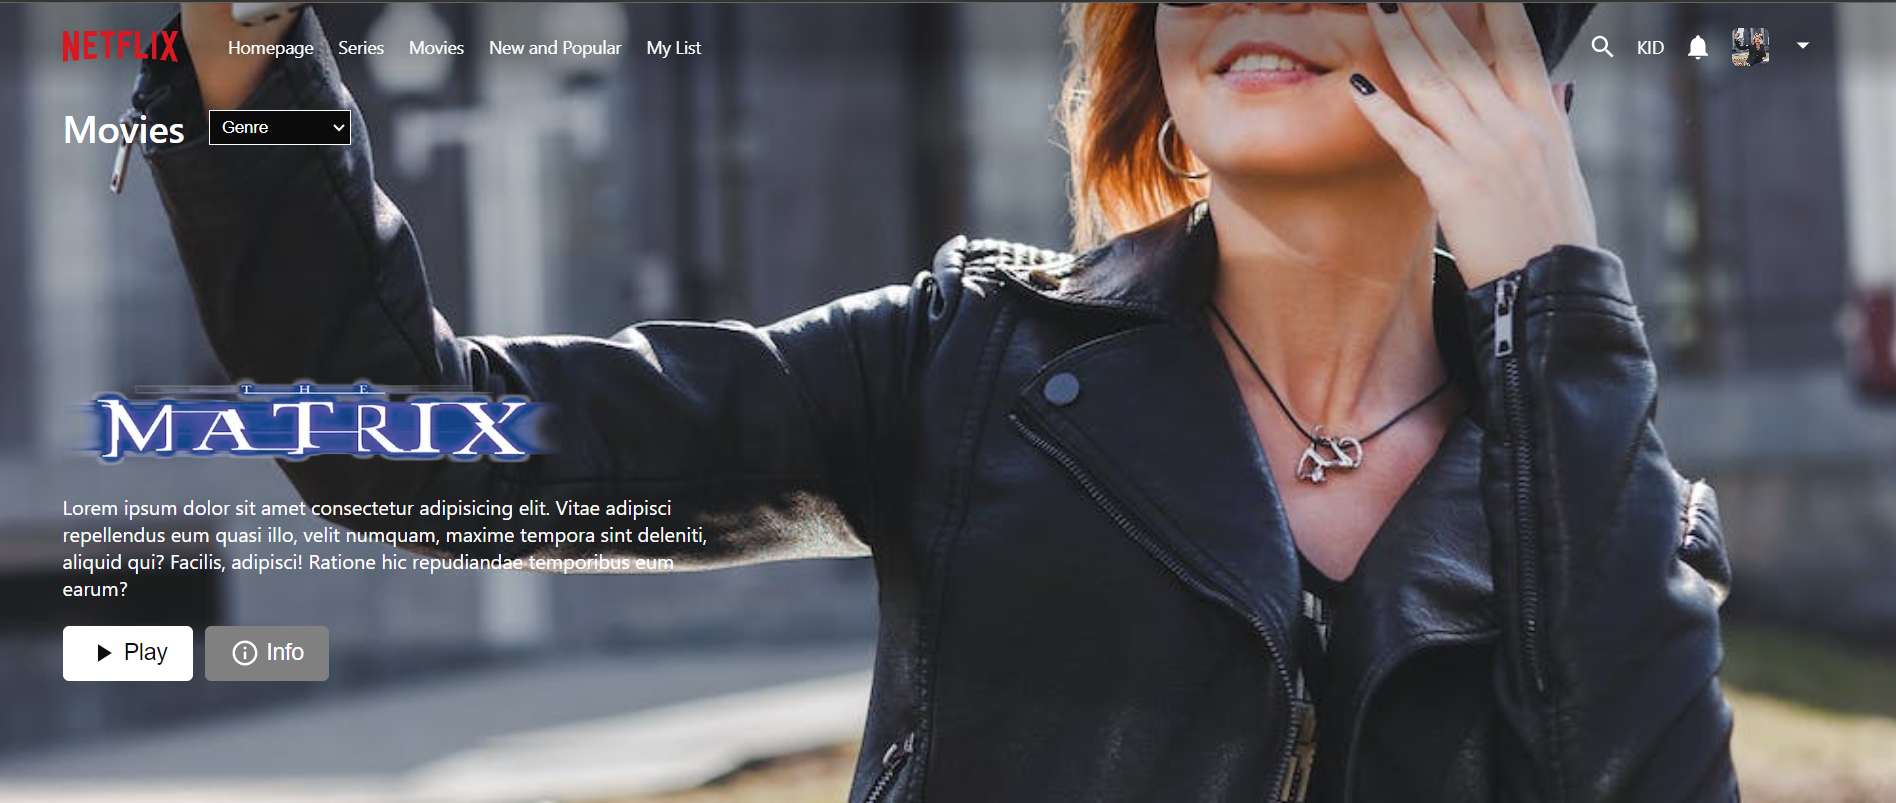 NETFLIX Homepage Series Movies New and Popular My List KID
Movies Genre
THE
MATRIX
Lorem ipsum dolor sit amet consectetur adipisicing elit. Vitae adipisci
repellendus eum quasi illo, velit numquam, maxime tempora sint deleniti,
aliquid qui? Facilis, adipisci! Ratione hic repudiandae temporibus eum
earum?
Play Info